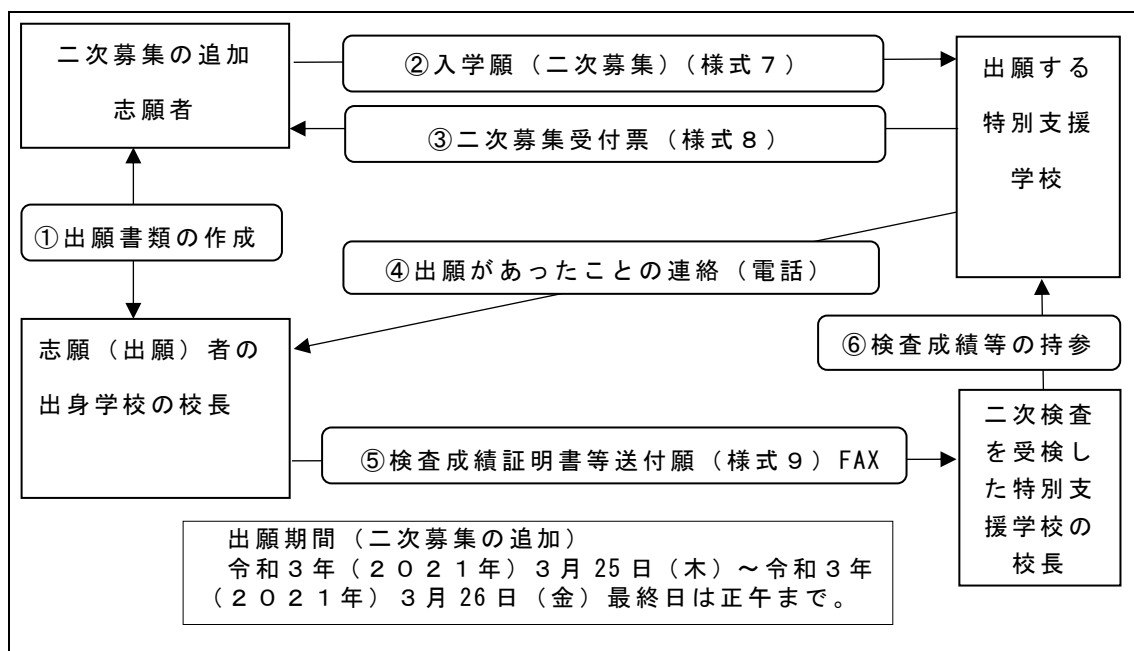 二次募集の追加
志願者
②入学願（二次募集）（様式７）
③二次募集受付票（様式８）
出願する
特別支援
学校
①出願書類の作成
④出願があったことの連絡（電話）
志願（出願）者の
出身学校の校長
⑥検査成績等の持参
⑤検査成績証明書等送付願（様式９）FAX
二次検査
を受検し
た特別支
援学校の
校長
出願期間（二次募集の追加）
令和３年（２０２１年）３月25日（木）～令和３年
（２０２１年）３月26日（金）最終日は正午まで。